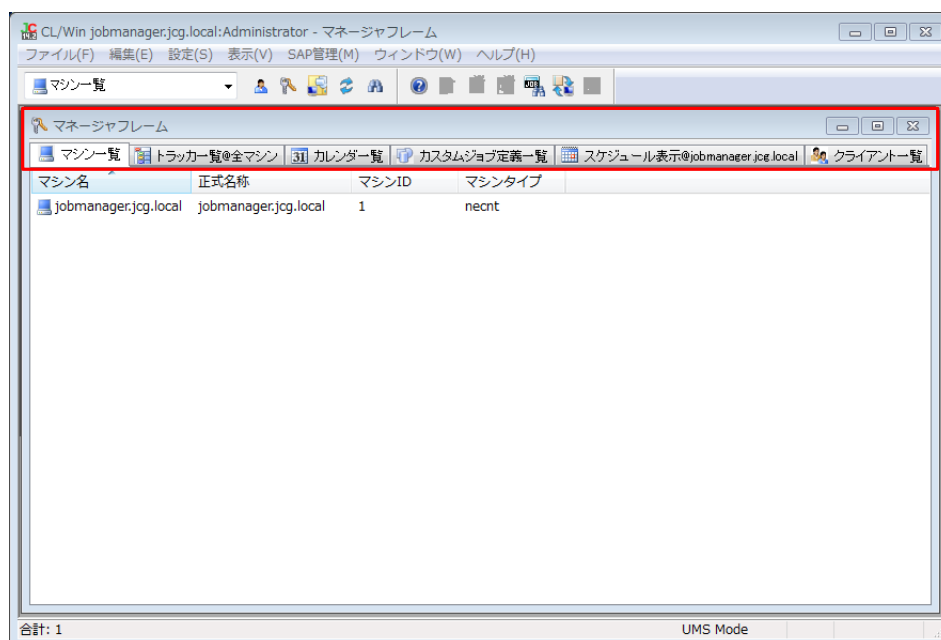 CL/Win jobmanager.jcg.local:Administrator - マネージャフレーム
ファイル(F) 編集(E) 設定(S) 表示(V) SAP管理(M) ウィンドウ(W) ヘルプ(H)
マシン一覧
マネージャフレーム
マシン一覧 トラッカ一覧@全マシン 31 カレンダ一覧 カスタムジョブ定義一覧 スケジュール表示@jobmanager.jcg.local クライアント一覧
マシン名 正式名称 マシンID マシンタイプ
jobmanager.jcg.local jobmanager.jcg.local 1 necnt
合計: 1 UMS Mode